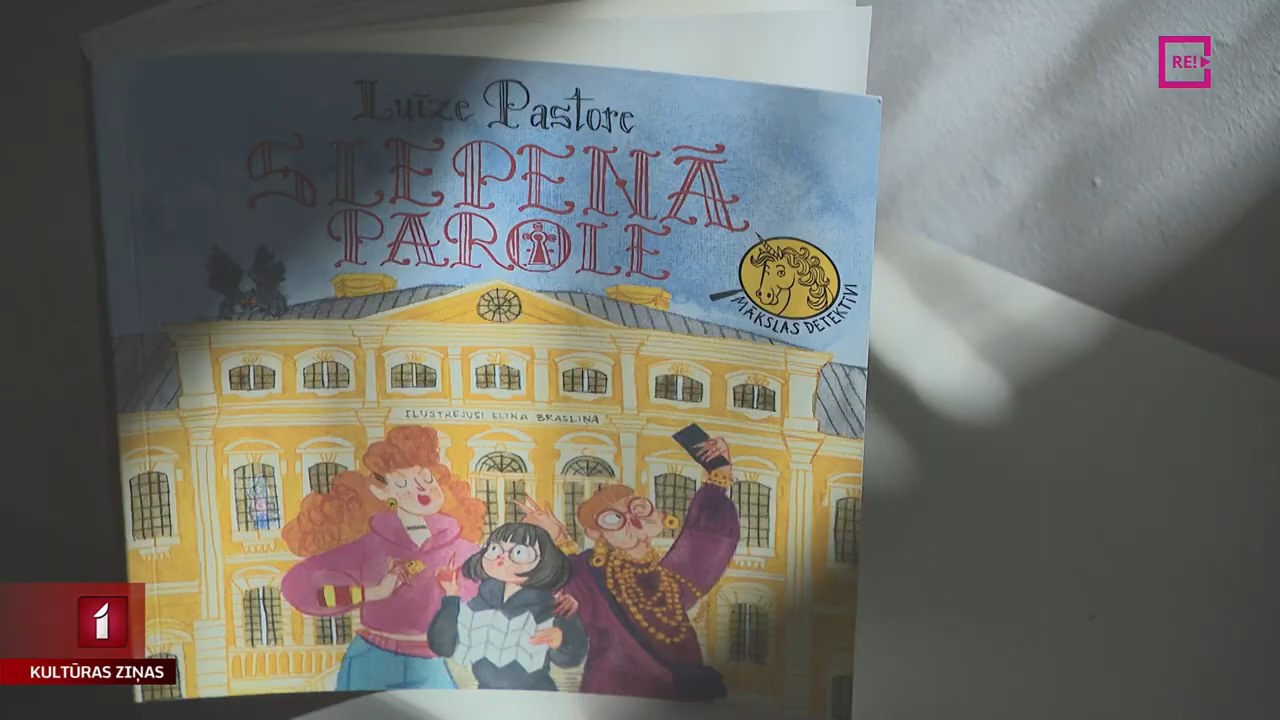 RE!
Luīze Pastore
SLEPENĀ
PAROLE
MĀKSLAS DETEKTĪVI
ILUSTRĒJUSI ELĪNA BRASLIŅA
1
KULTŪRAS ZIŅAS